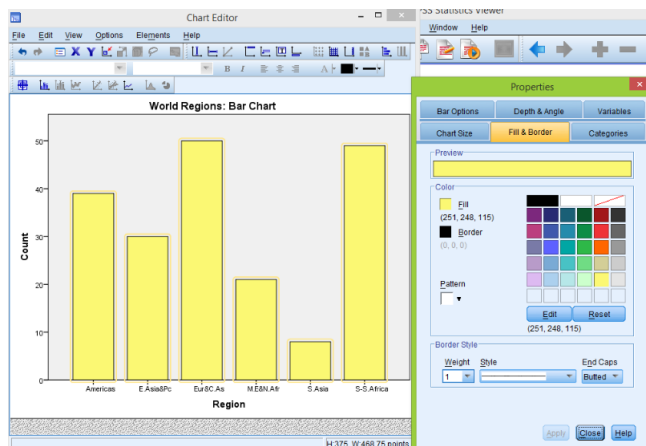 Chart Editor
File Edit View Options Elements Help
X Y
B I
A
World Regions: Bar Chart
Count
50
40
30
20
10
0
Americas E.Asia&Pc Eur&C.As M.E&N.Afr S.Asia S-S.Africa
Region
H:375, W:468.75 points
PSS Statistics Viewer
Window Help
Properties
Bar Options Depth & Angle Variables
Chart Size Fill & Border Categories
Preview
Color
Fill
(251, 248, 115)
Border
(0, 0, 0)
Pattern
Edit Reset
(251, 248, 115)
Border Style
Weight Style End Caps
1 Butted
Apply Close Help